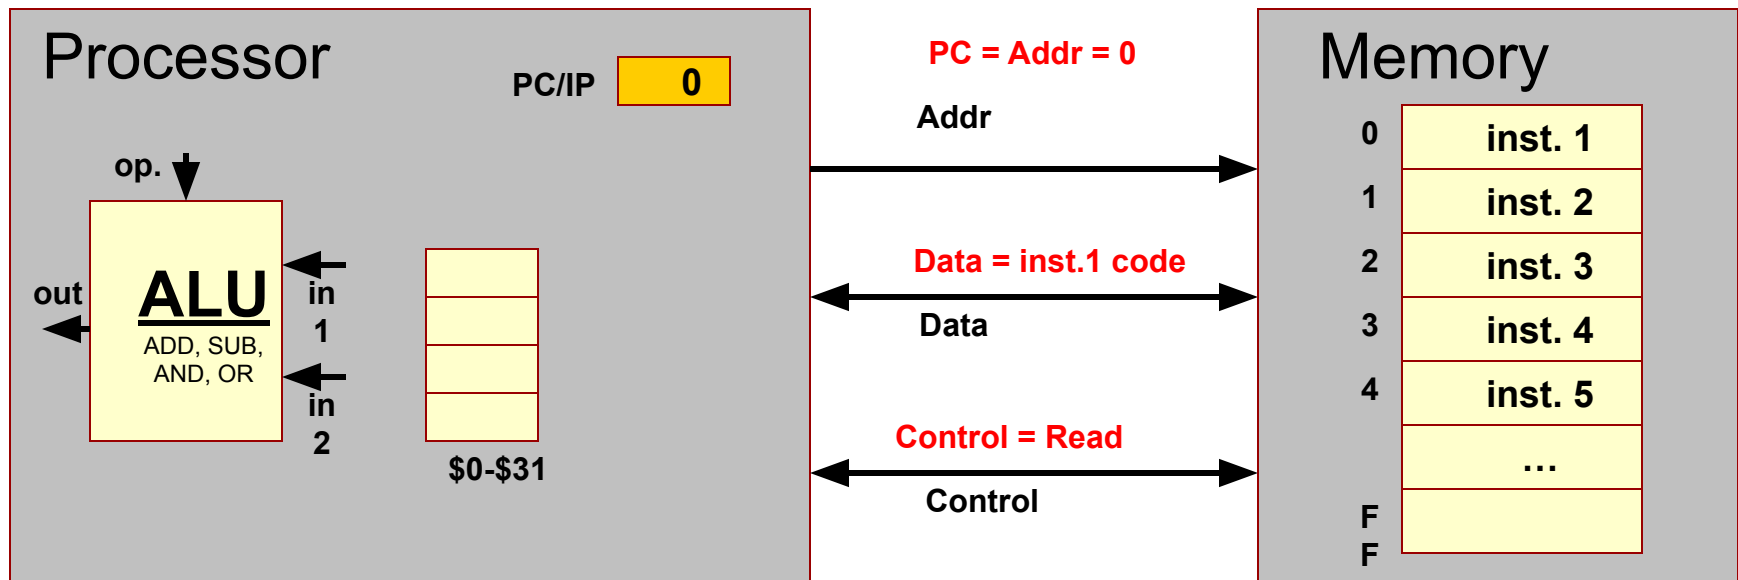 Processor
PC/IP
0
op.
ALU
ADD, SUB,
AND, OR
out
in
1
in
2
$0-$31
PC = Addr = 0
Addr
Data = inst.1 code
Data
Control = Read
Control
Memory
0
inst. 1
1
inst. 2
2
inst. 3
3
inst. 4
4
inst. 5
…
F
F